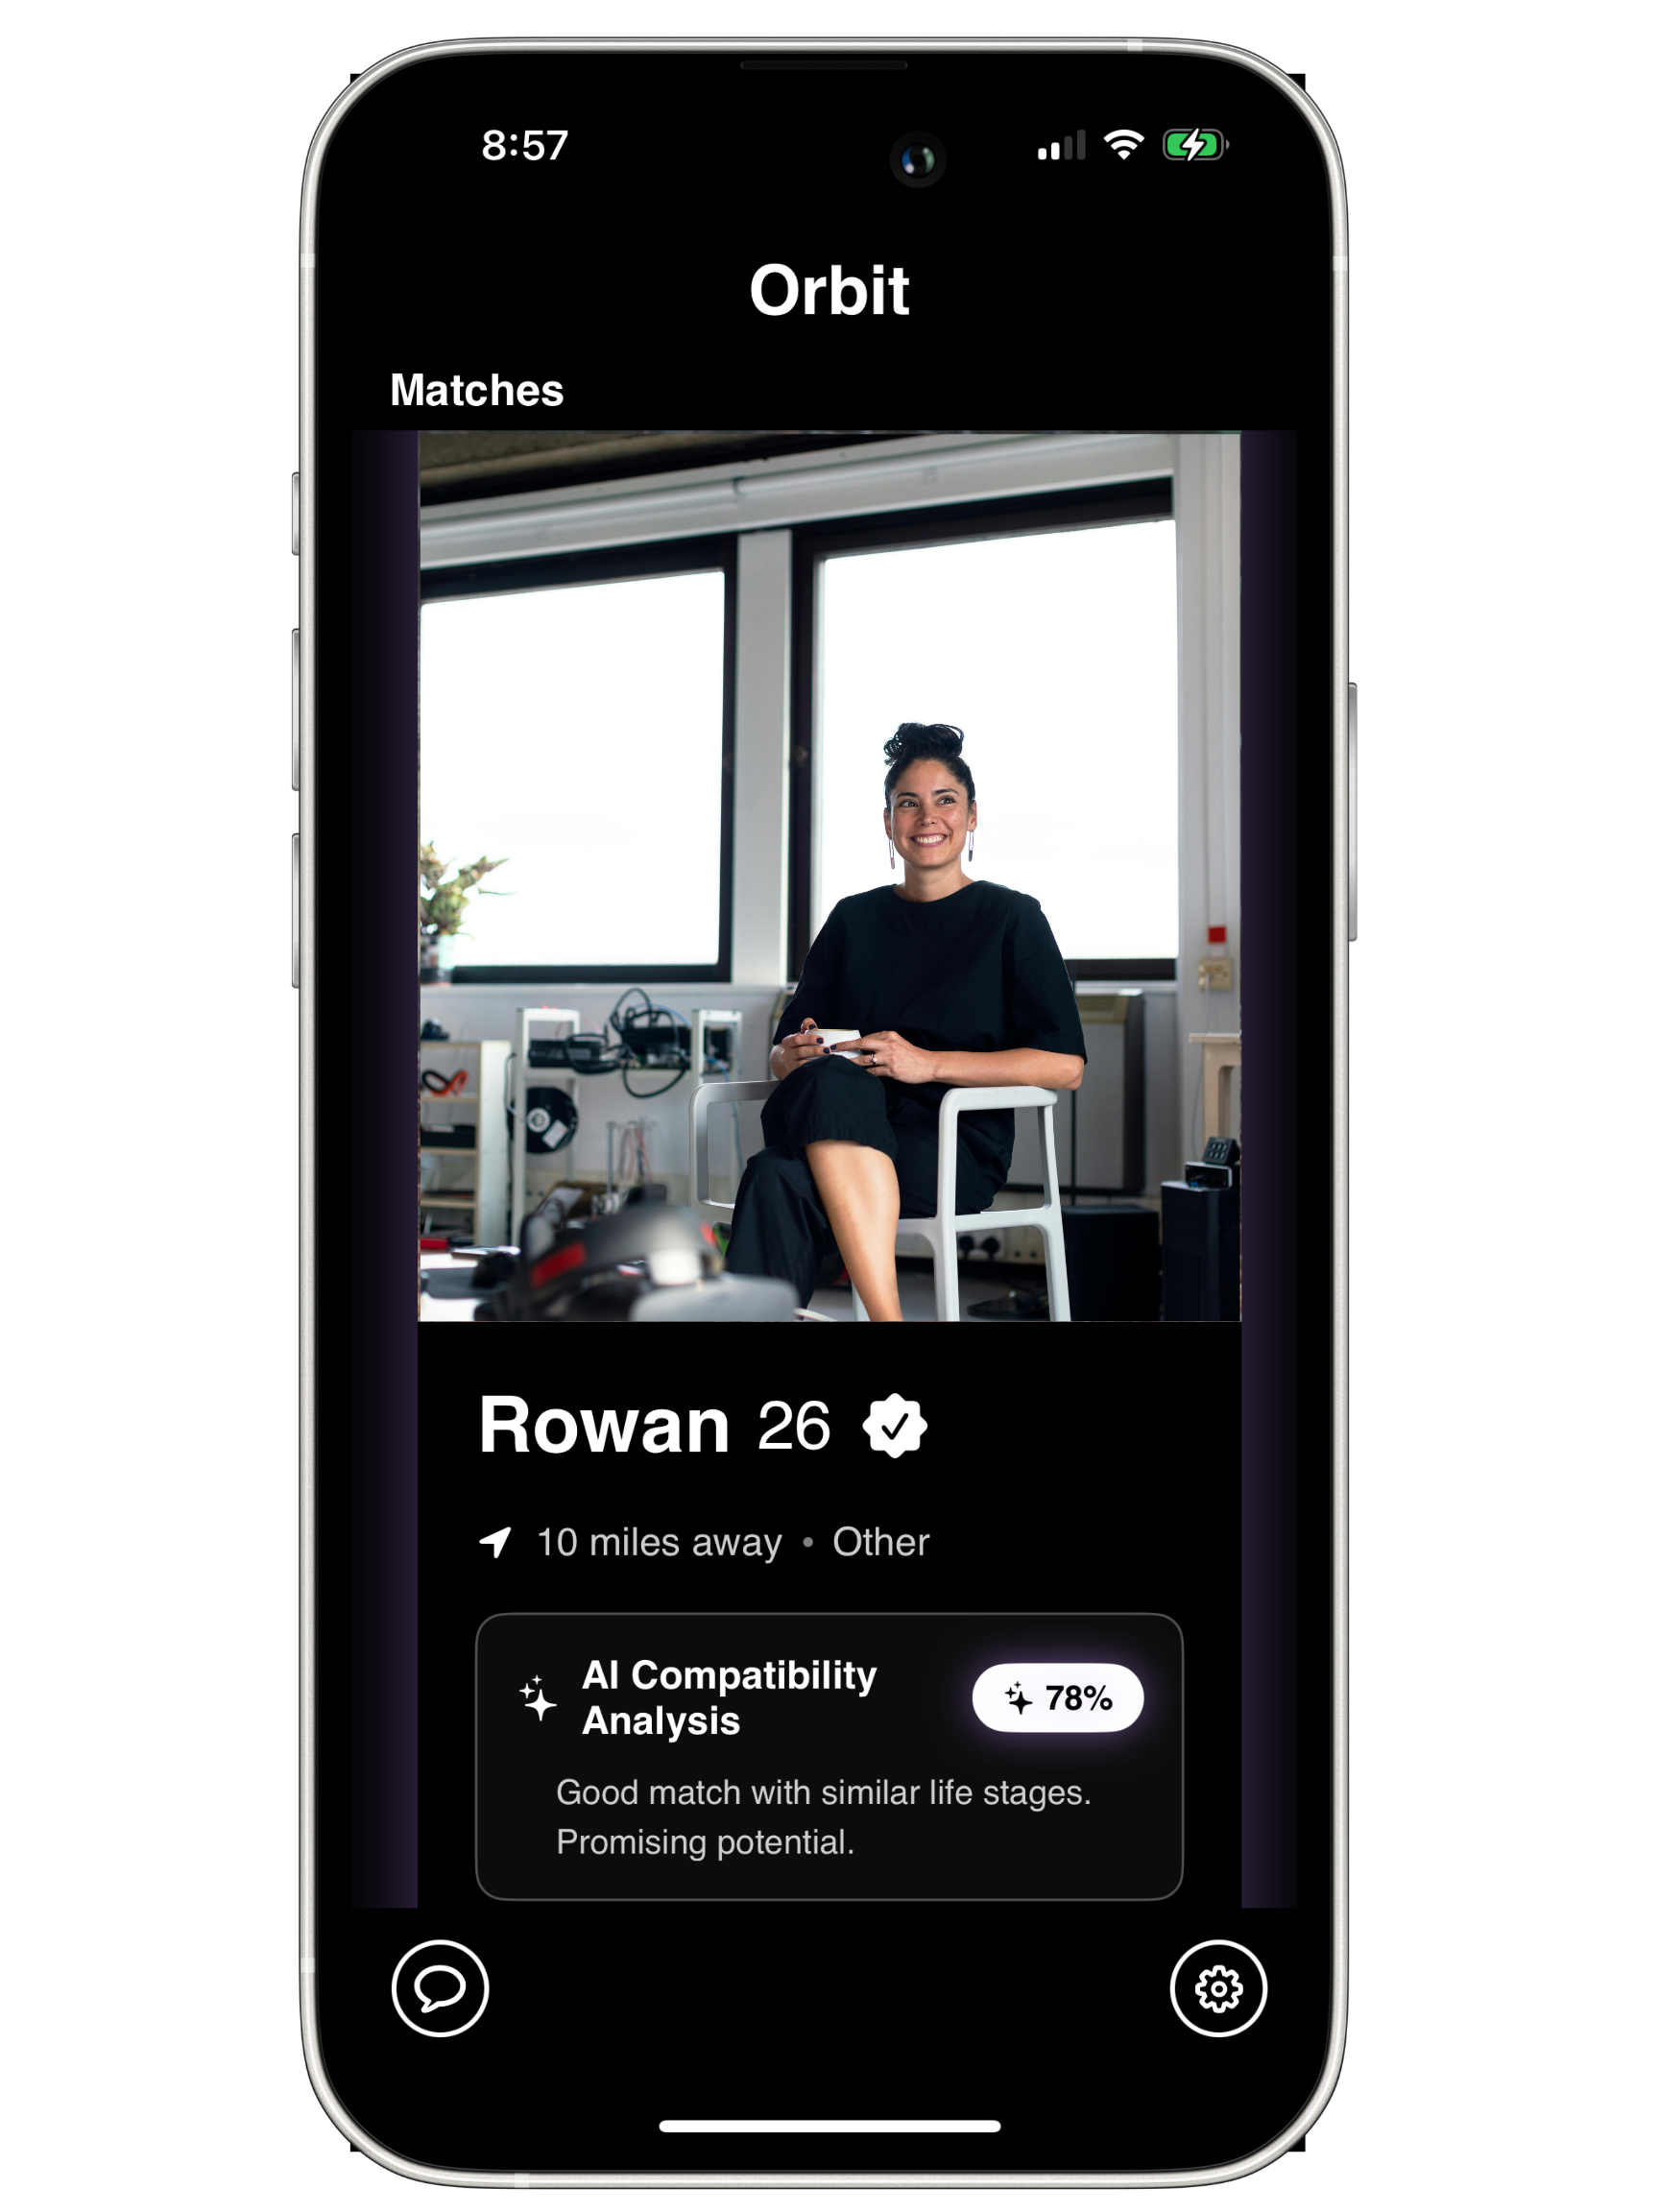 8:57
Orbit
Matches
Rowan 26
10 miles away • Other
AI Compatibility
Analysis
78%
Good match with similar life stages.
Promising potential.